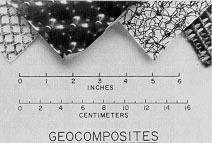 0 1 2 3 4 5 6
INCHES
0 2 4 6 8 10 12 14 16
CENTIMETERS
GEOCOMPOSITES